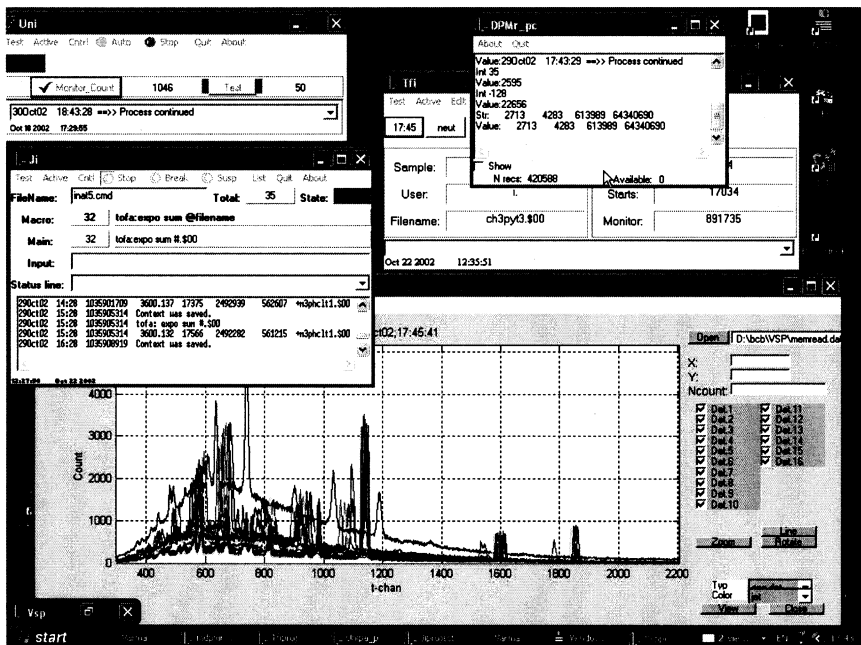 Uni
Test Active Cntrl Auto Stop Quit About
Monitor_Count 1046 Test 50
30Oct02 18:43:28 ==>> Process continued
Oct 18 2002 17:29:55
DPMr_pc
About Quit
Value:29Oct02 17:43:29 ==>> Process continued
Int 35
Value:2595
Int -128
Value:22656
Str: 2713 4283 613989 64340690
Value: 2713 4283 613989 64340690
Show
N recs: 420588 Available: 0
Tfi
Test Active Edit
17:45 neut
Sample:
User: Starts: 17034
Filename: ch3pyt3.$00 Monitor: 891735
Oct 22 2002 12:35:51
Ji
Test Active Cntl Stop Break Susp List Quit About
FileName: inat5.cmd Total: 35 State:
Macro: 32 tofa:expo sum @filename
Main: 32 tofa:expo sum #.$00
Input:
Status line:
29Oct02 14:28 1035901709 3600.137 17375 2492939 562607 +n3phclt1.$00
29Oct02 15:28 1035905314 Context was saved.
29Oct02 15:28 1035905314 tofa: expo sum #.$00
29Oct02 15:28 1035905314 3600.132 17566 2492282 561215 +n3phclt1.$00
29Oct02 16:28 1035908919 Context was saved.
Oct 22 2002
ct02;17:45:41
Open D:\bcb\VSP\memread.dat
X:
Y:
Ncount:
Det.1 Det.11
Det.2 Det.12
Det.3 Det.13
Det.4 Det.14
Det.5 Det.15
Det.6 Det.16
Det.7
Det.8
Det.9
Det.10
Line
Zoom Rotate
Typ
Color jet
View Close
4000
3000
2000
1000
0
Count
400 600 800 1000 1200 1400 1600 1800 2000 2200
t-chan
Vsp
start